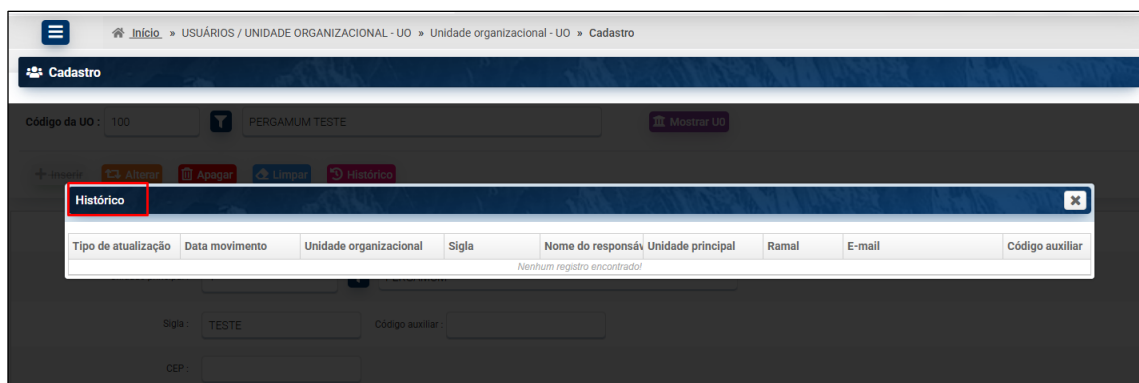 Início » USUÁRIOS / UNIDADE ORGANIZACIONAL - UO » Unidade organizacional - UO » Cadastro
Cadastro
Código da UO : 100 PERGAMUM TESTE Mostrar UO
Inserir Alterar Apagar Limpar Histórico
Histórico
Tipo de atualização Data movimento Unidade organizacional Sigla Nome do responsáv Unidade principal Ramal E-mail Código auxiliar
Nenhum registro encontrado!
Sigla : TESTE Código auxiliar :
CEP :